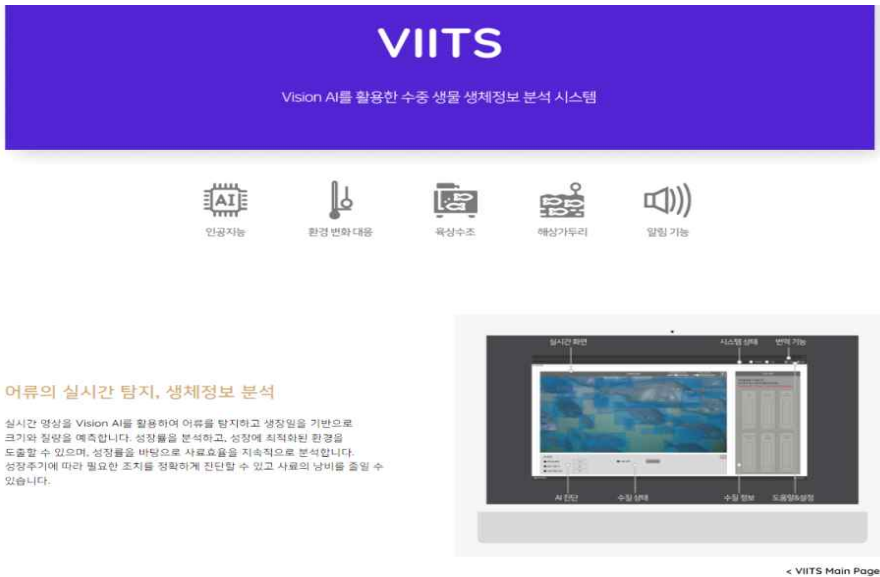 VIITS
Vision AI를 활용한 수중 생물 생체정보 분석 시스템
AI
인공지능
환경 변화 대응
육상수조
해상가두리
알림 기능
어류의 실시간 탐지, 생체정보 분석
실시간 영상을 Vision AI를 활용하여 어류를 탐지하고 생장일을 기반으로
크기와 질량을 예측합니다. 성장률을 분석하고, 성장에 최적화된 환경을
도출할 수 있으며, 성장률을 바탕으로 사료효율을 지속적으로 분석합니다.
성장주기에 따라 필요한 조치를 정확하게 진단할 수 있고 사료의 낭비를 줄일 수
있습니다.
실시간 화면
시스템 상태
번역 기능
AI 진단
수질 상태
수질 정보
도움말&설정
< VIITS Main Page